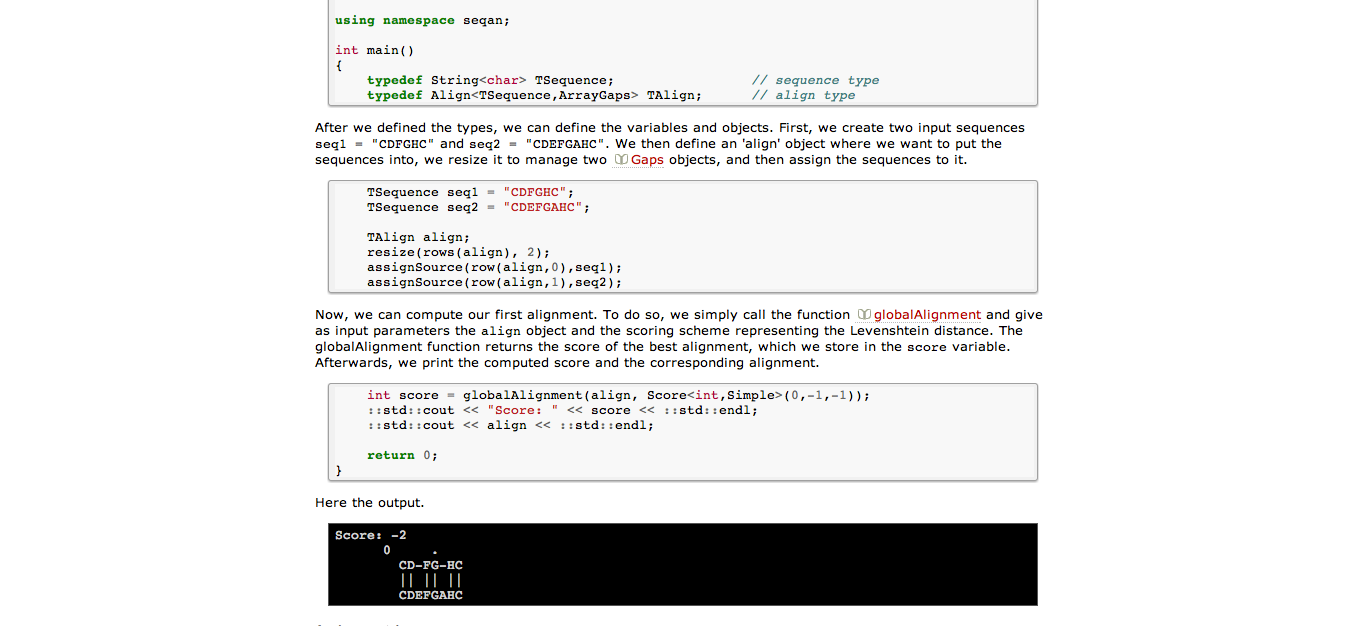 using namespace seqan;
int main()
{
typedef String<char> TSequence; // sequence type
typedef Align<TSequence,ArrayGaps> TAlign; // align type
After we defined the types, we can define the variables and objects. First, we create two input sequences
seq1 = "CDFGHC" and seq2 = "CDEFGAHC". We then define an 'align' object where we want to put the
sequences into, we resize it to manage two Gaps objects, and then assign the sequences to it.
TSequence seq1 = "CDFGHC";
TSequence seq2 = "CDEFGAHC";
TAlign align;
resize(rows(align), 2);
assignSource(row(align,0),seq1);
assignSource(row(align,1),seq2);
Now, we can compute our first alignment. To do so, we simply call the function globalAlignment and give
as input parameters the align object and the scoring scheme representing the Levenshtein distance. The
globalAlignment function returns the score of the best alignment, which we store in the score variable.
Afterwards, we print the computed score and the corresponding alignment.
int score = globalAlignment(align, Score<int,Simple>(0,-1,-1));
::std::cout << "Score: " << score << ::std::endl;
::std::cout << align << ::std::endl;
return 0;
}
Here the output.
Score: -2
0 .
CD-FG-HC
|| || ||
CDEFGAHC